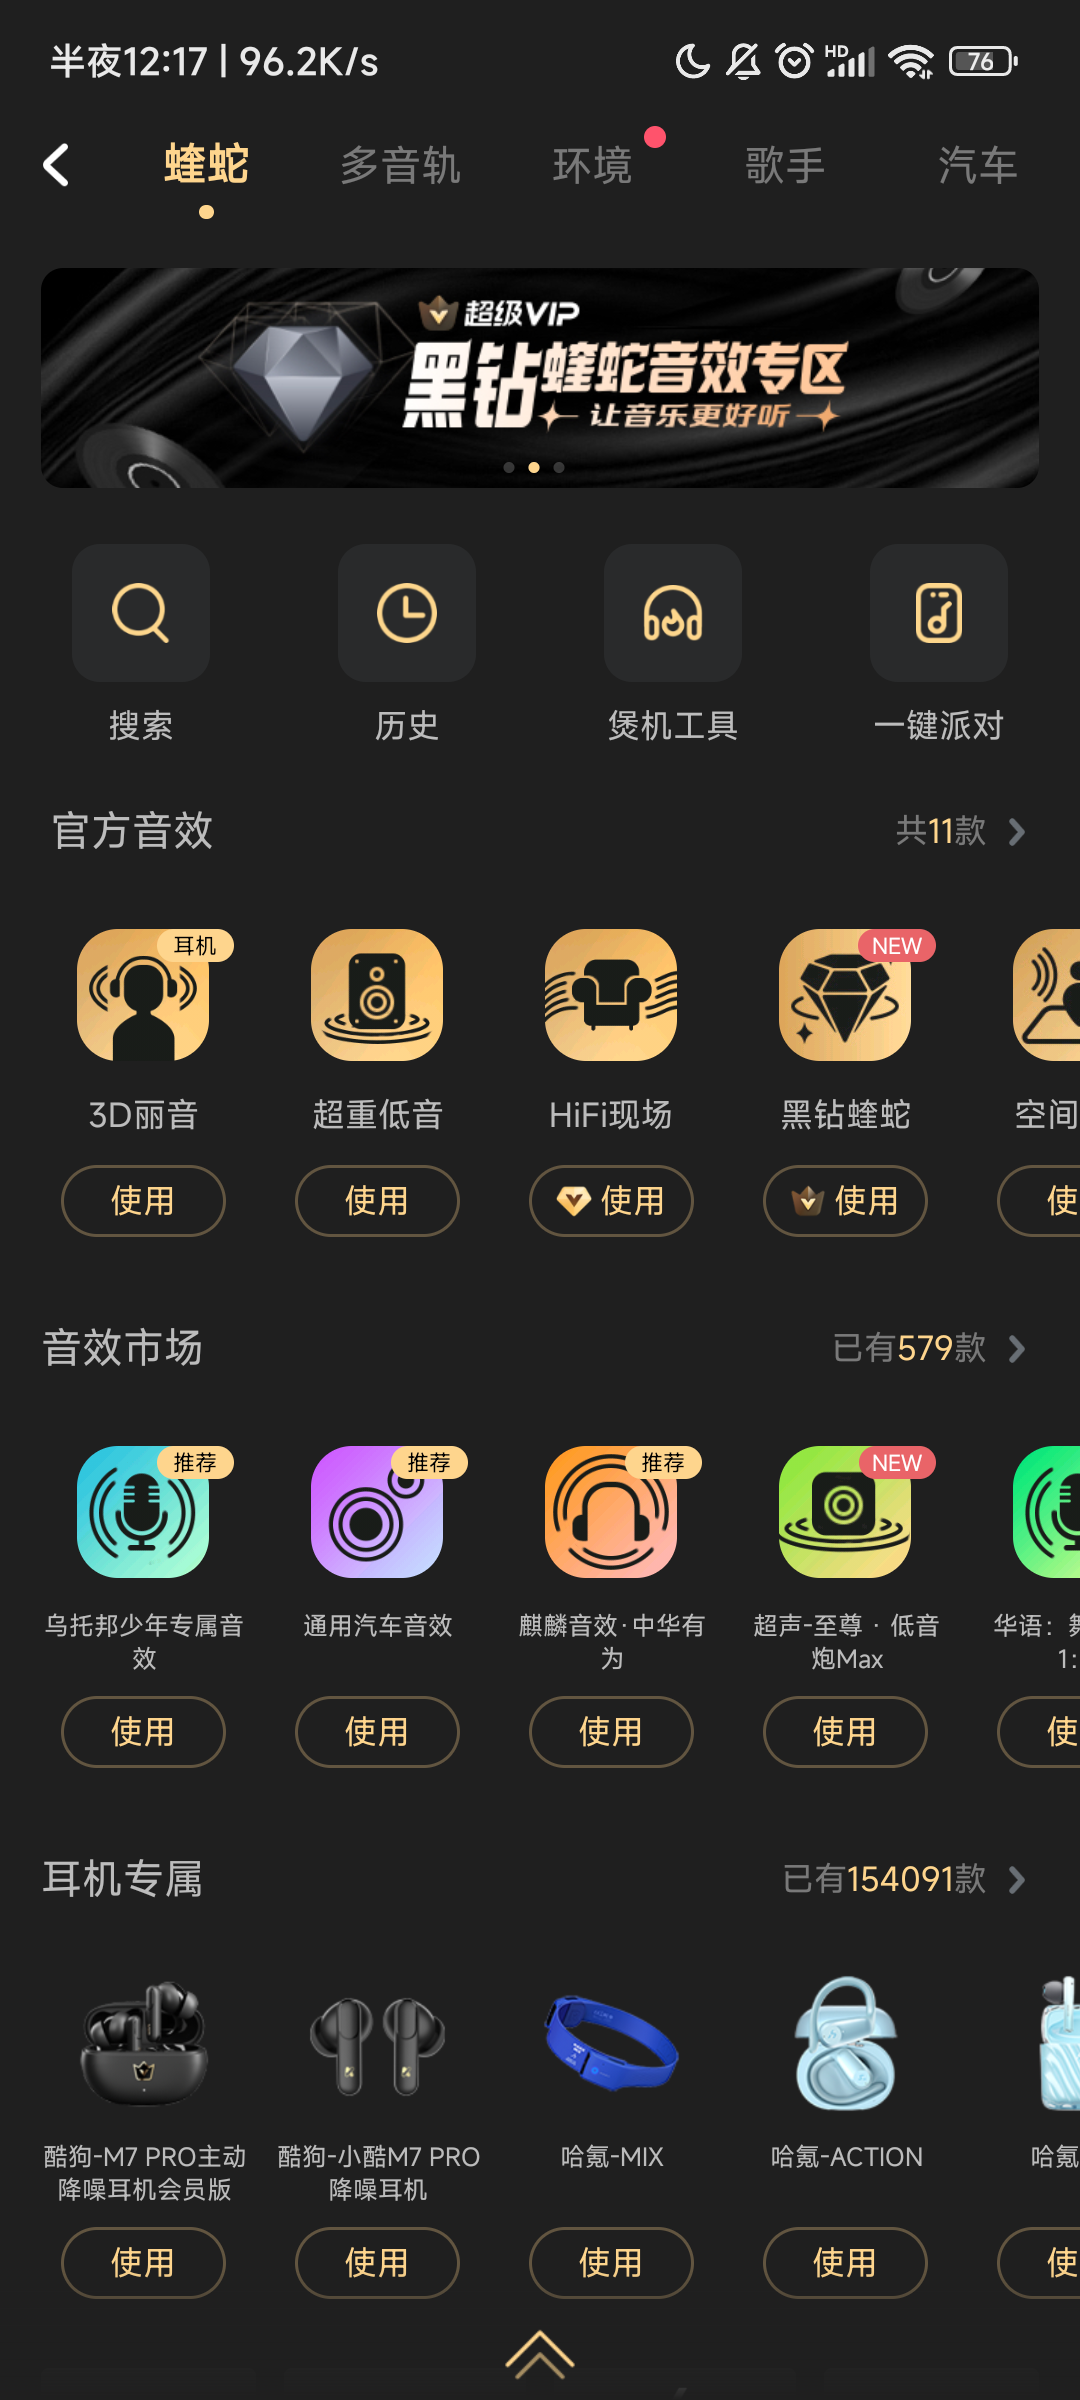 半夜12:17 | 96.2K/s
HD
76
蝰蛇
多音轨
环境
歌手
汽车
超级VIP
黑钻蝰蛇音效专区
让音乐更好听
搜索
历史
煲机工具
一键派对
官方音效
共11款
耳机
NEW
3D丽音
超重低音
HiFi现场
黑钻蝰蛇
空间
使用
使用
使用
使用
使
音效市场
已有579款
推荐
推荐
推荐
NEW
乌托邦少年专属音
效
通用汽车音效
麒麟音效·中华有
为
超声-至尊 · 低音
炮Max
华语：舞
1:
使用
使用
使用
使用
使
耳机专属
已有154091款
酷狗-M7 PRO主动
降噪耳机会员版
酷狗-小酷M7 PRO
降噪耳机
哈氪-MIX
哈氪-ACTION
哈氪
使用
使用
使用
使用
使